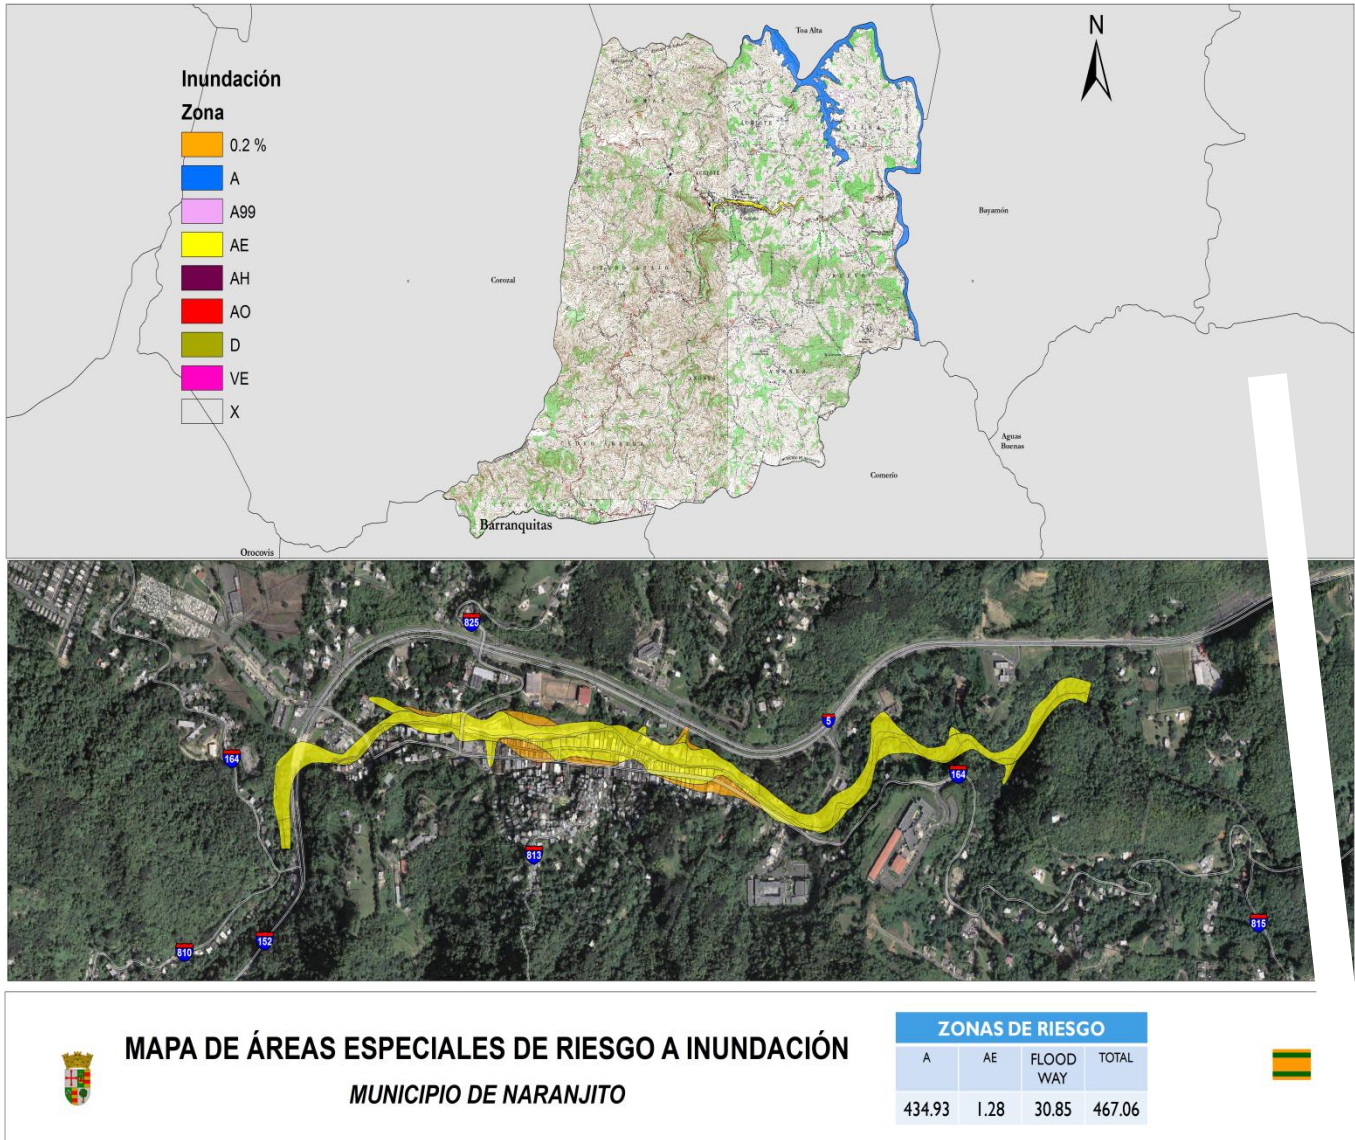 Toa Alta
N
Inundación
Zona
0.2 %
A
A99
AE
AH
AO
D
VE
X
Corozal
Bayamón
Aguas
Buenas
Comerío
Barranquitas
Orocovis
825
5
164
164
813
810
152
815
MAPA DE ÁREAS ESPECIALES DE RIESGO A INUNDACIÓN
MUNICIPIO DE NARANJITO
ZONAS DE RIESGO
A AE FLOOD WAY TOTAL
434.93 1.28 30.85 467.06